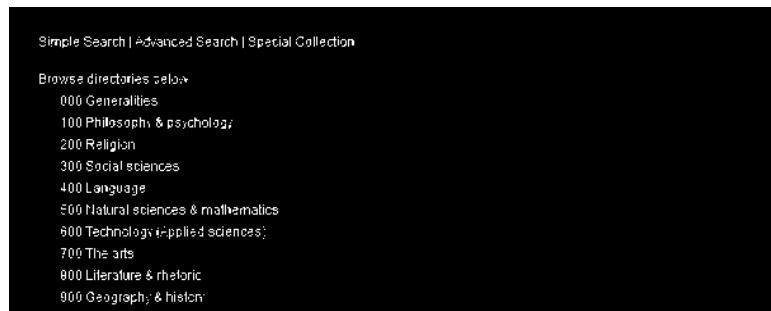 Simple Search | Advanced Search | Special Collection
Browse directories below
000 Generalities
100 Philosophy & psychology
200 Religion
300 Social sciences
400 Language
500 Natural sciences & mathematics
600 Technology (Applied sciences)
700 The arts
800 Literature & rhetoric
900 Geography & history